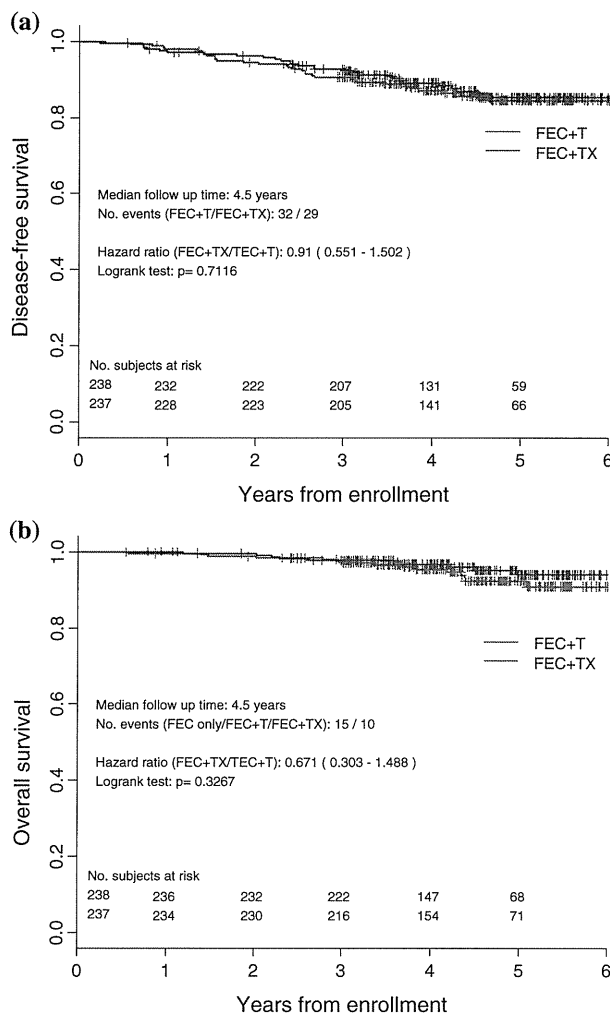 (a)
1.0
0.8
0.6
0.4
0.2
0.0
Disease-free survival
FEC+T
FEC+TX
Median follow up time: 4.5 years
No. events (FEC+T/FEC+TX): 32 / 29
Hazard ratio (FEC+TX/TEC+T): 0.91 ( 0.551 - 1.502 )
Logrank test: p= 0.7116
No. subjects at risk
238 232 222 207 131 59
237 228 223 205 141 66
0 1 2 3 4 5 6
Years from enrollment
(b)
1.0
0.8
0.6
0.4
0.2
0.0
Overall survival
FEC+T
FEC+TX
Median follow up time: 4.5 years
No. events (FEC only/FEC+T/FEC+TX): 15 / 10
Hazard ratio (FEC+TX/TEC+T): 0.671 ( 0.303 - 1.488 )
Logrank test: p= 0.3267
No. subjects at risk
238 236 232 222 147 68
237 234 230 216 154 71
0 1 2 3 4 5 6
Years from enrollment